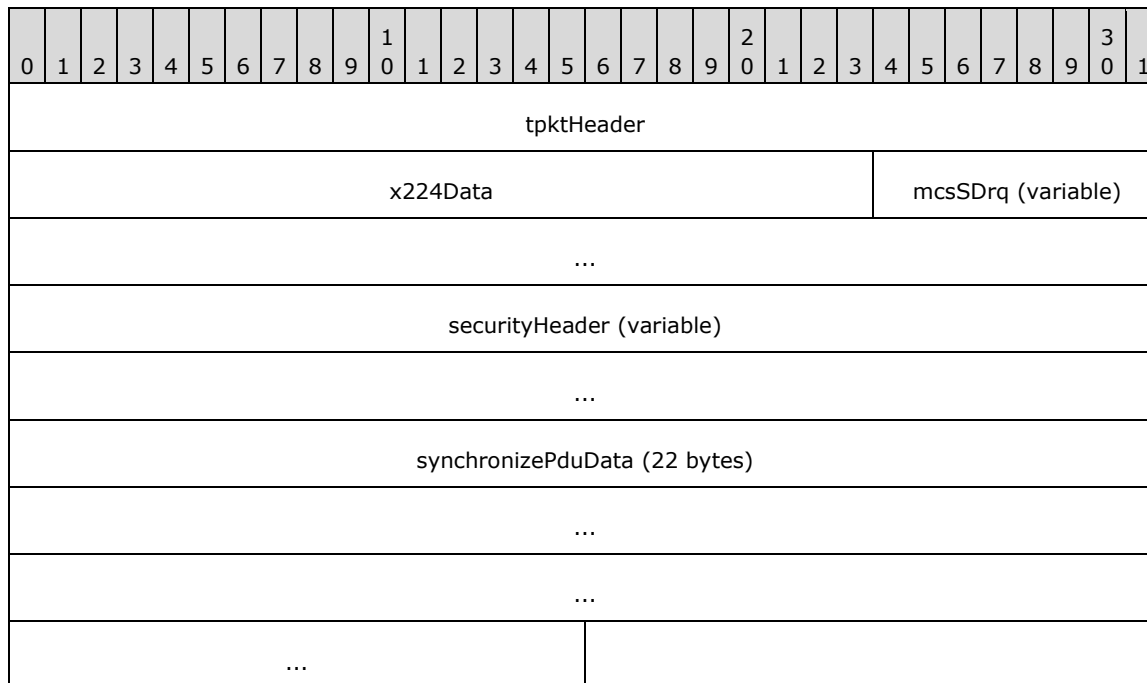 1 2 3
0 1 2 3 4 5 6 7 8 9 0 1 2 3 4 5 6 7 8 9 0 1 2 3 4 5 6 7 8 9 0 1
tpktHeader
x224Data mcsSDrq (variable)
...
securityHeader (variable)
...
synchronizePduData (22 bytes)
...
...
...